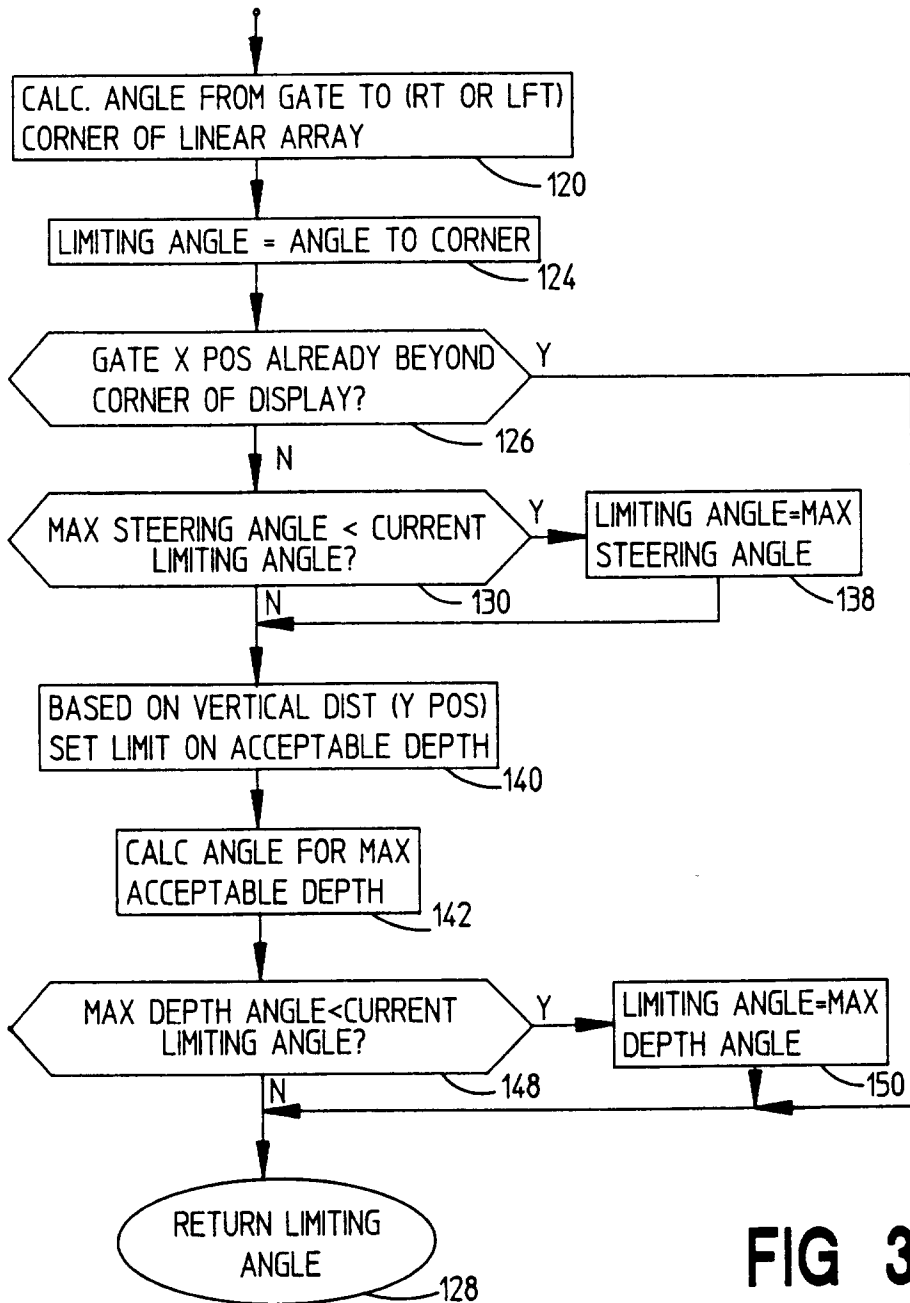 CALC. ANGLE FROM GATE TO (RT OR LFT)
CORNER OF LINEAR ARRAY
120
LIMITING ANGLE = ANGLE TO CORNER
124
GATE X POS ALREADY BEYOND
CORNER OF DISPLAY?
Y
126
N
MAX STEERING ANGLE < CURRENT
LIMITING ANGLE?
Y
130
N
LIMITING ANGLE=MAX
STEERING ANGLE
138
BASED ON VERTICAL DIST (Y POS)
SET LIMIT ON ACCEPTABLE DEPTH
140
CALC ANGLE FOR MAX
ACCEPTABLE DEPTH
142
MAX DEPTH ANGLE<CURRENT
LIMITING ANGLE?
Y
148
N
LIMITING ANGLE=MAX
DEPTH ANGLE
150
RETURN LIMITING
ANGLE
128
FIG 3